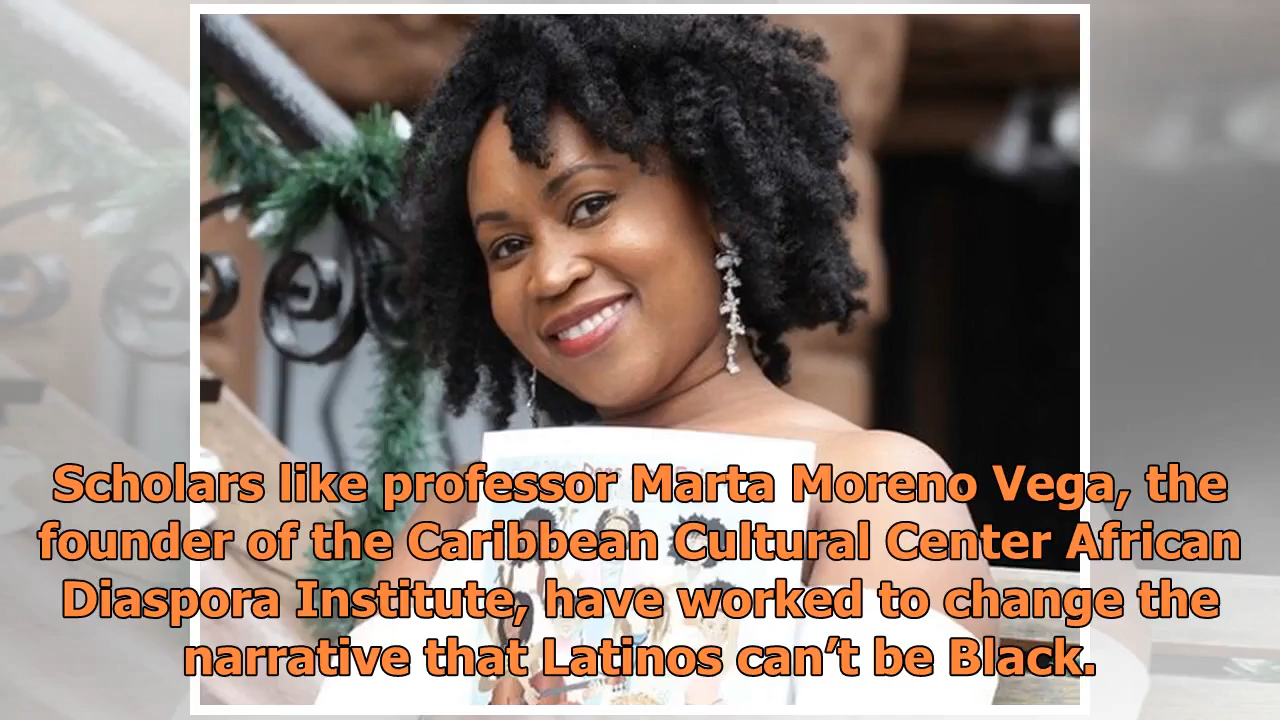 Scholars like professor Marta Moreno Vega, the
founder of the Caribbean Cultural Center African
Diaspora Institute, have worked to change the
narrative that Latinos can’t be Black.